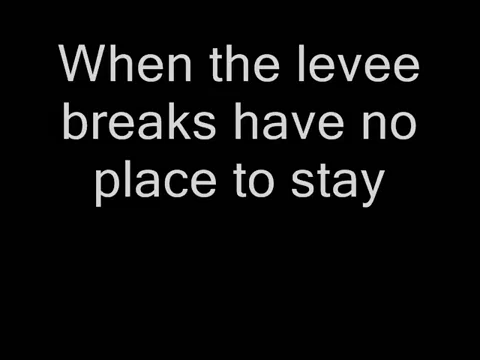 When the levee
breaks have no
place to stay